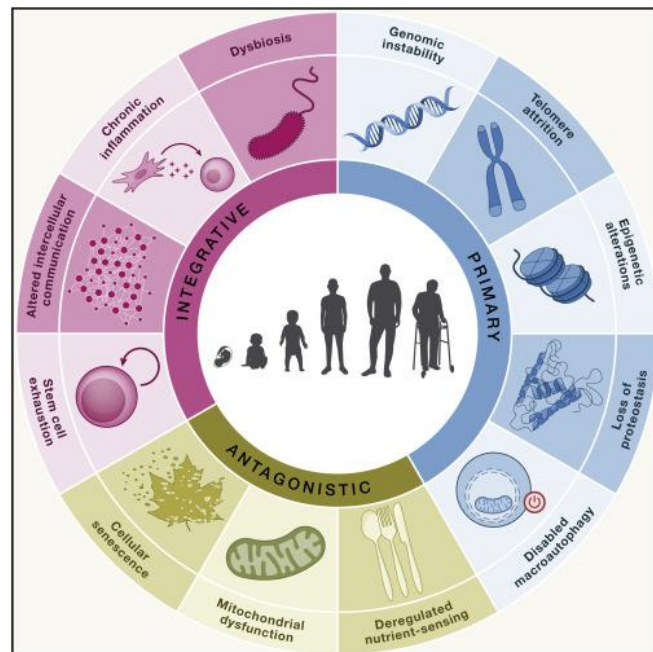 Dysbiosis
Genomic
instability
Telomere
attrition
Epigenetic
alterations
Loss of
proteostasis
Disabled
macroautophagy
Deregulated
nutrient-sensing
Mitochondrial
dysfunction
Cellular
senescence
Stem cell
exhaustion
Altered intercellular
communication
Chronic
inflammation
INTEGRATIVE
PRIMARY
ANTAGONISTIC